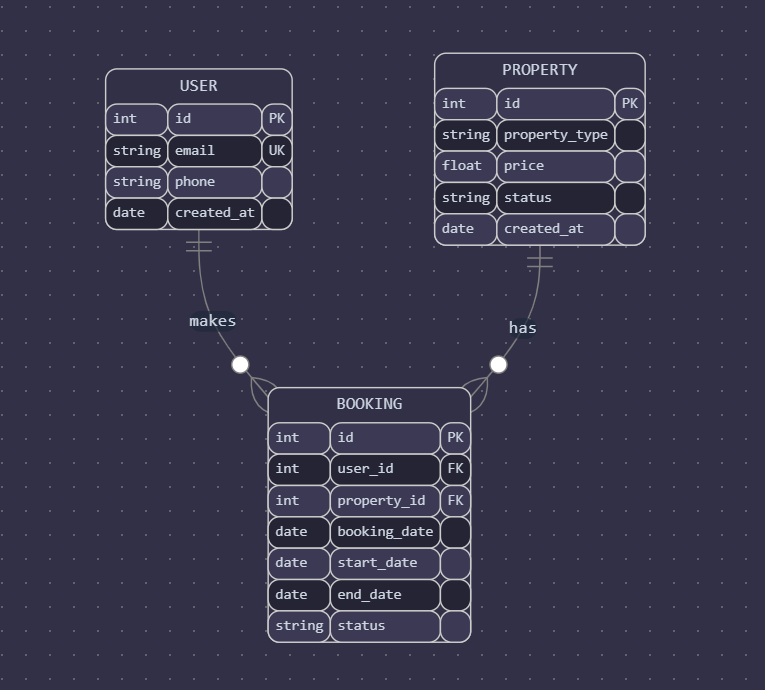 USER
int id PK
string email UK
string phone
date created_at
PROPERTY
int id PK
string property_type
float price
string status
date created_at
makes
has
BOOKING
int id PK
int user_id FK
int property_id FK
date booking_date
date start_date
date end_date
string status